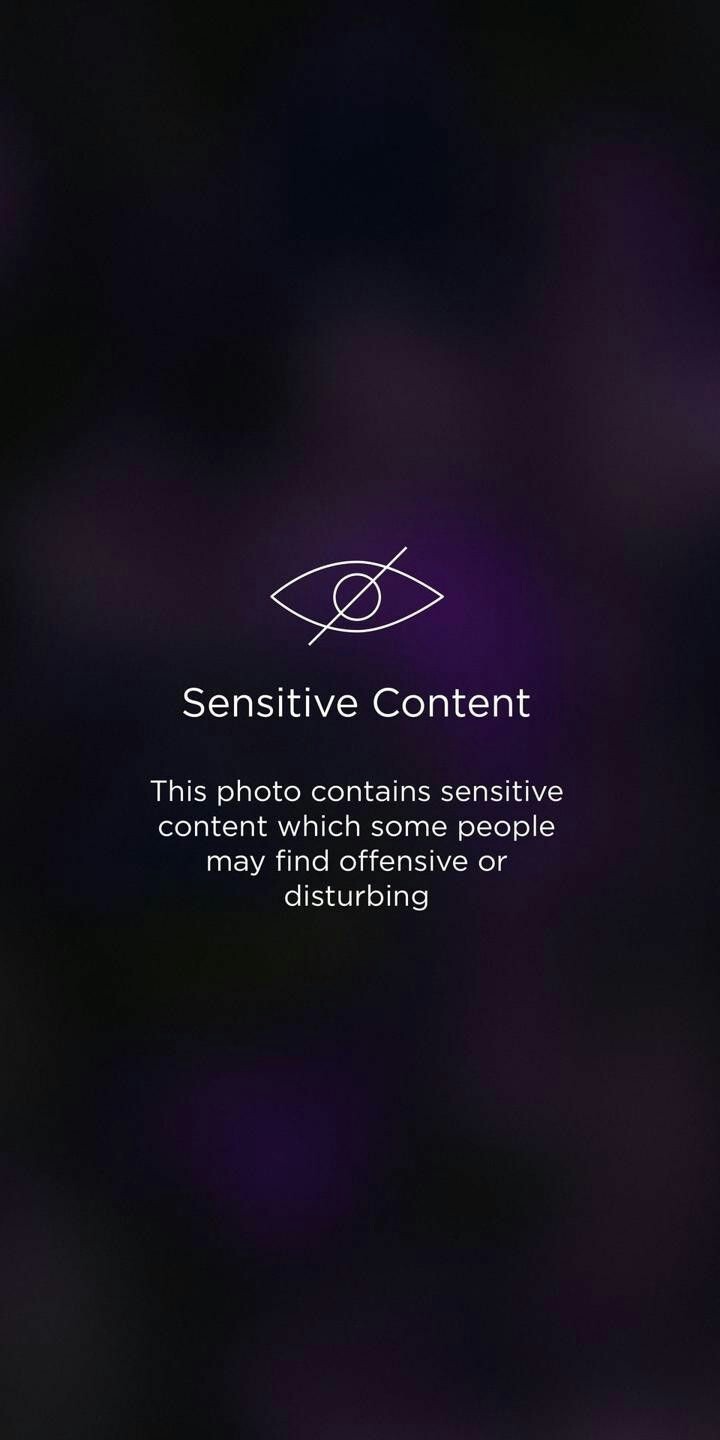 Sensitive Content
This photo contains sensitive
content which some people
may find offensive or
disturbing